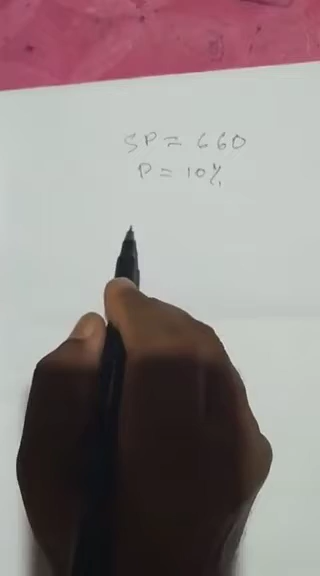 SP = 660
P = 10%